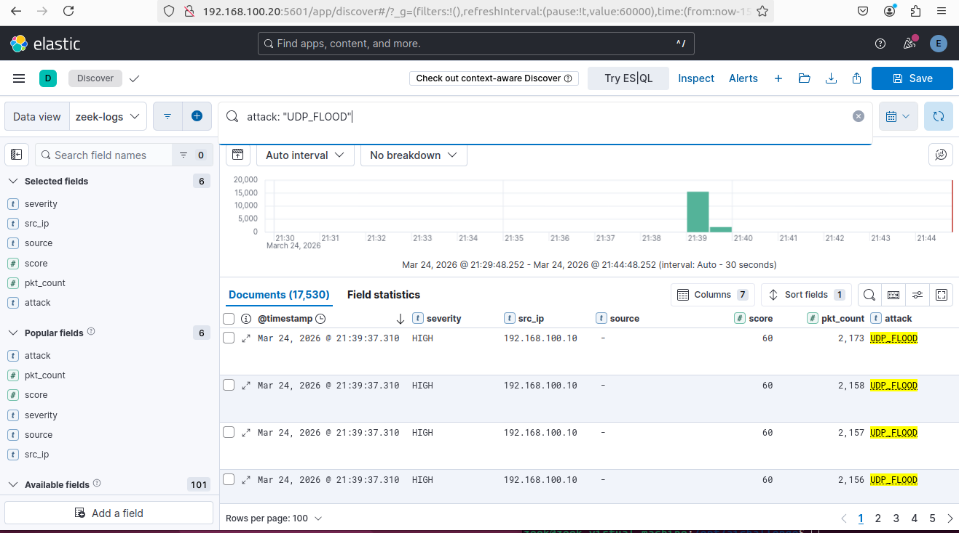 192.168.100.20:5601/app/discover#/?_g=(filters:!(),refreshInterval:(pause:!t,value:60000),time:(from:now-15
elastic
Find apps, content, and more.
^/
E
D
Discover
Check out context-aware Discover
Try ES|QL
Inspect
Alerts
Save
Data view
zeek-logs
attack: "UDP_FLOOD"
Search field names
0
Auto interval
No breakdown
Selected fields 6
t severity
t src_ip
t source
# score
# pkt_count
t attack
Popular fields 6
t attack
# pkt_count
# score
t severity
t source
t src_ip
Available fields 101
Add a field
20,000
15,000
10,000
5,000
0
21:30 21:31 21:32 21:33 21:34 21:35 21:36 21:37 21:38 21:39 21:40 21:41 21:42 21:43 21:44
March 24, 2026
Mar 24, 2026 @ 21:29:48.252 - Mar 24, 2026 @ 21:44:48.252 (interval: Auto - 30 seconds)
Documents (17,530)
Field statistics
Columns 7
Sort fields 1
@timestamp t severity t src_ip t source # score # pkt_count t attack
Mar 24, 2026 @ 21:39:37.310 HIGH 192.168.100.10 - 60 2,173 UDP_FLOOD
Mar 24, 2026 @ 21:39:37.310 HIGH 192.168.100.10 - 60 2,158 UDP_FLOOD
Mar 24, 2026 @ 21:39:37.310 HIGH 192.168.100.10 - 60 2,157 UDP_FLOOD
Mar 24, 2026 @ 21:39:37.310 HIGH 192.168.100.10 - 60 2,156 UDP_FLOOD
Rows per page: 100
1 2 3 4 5